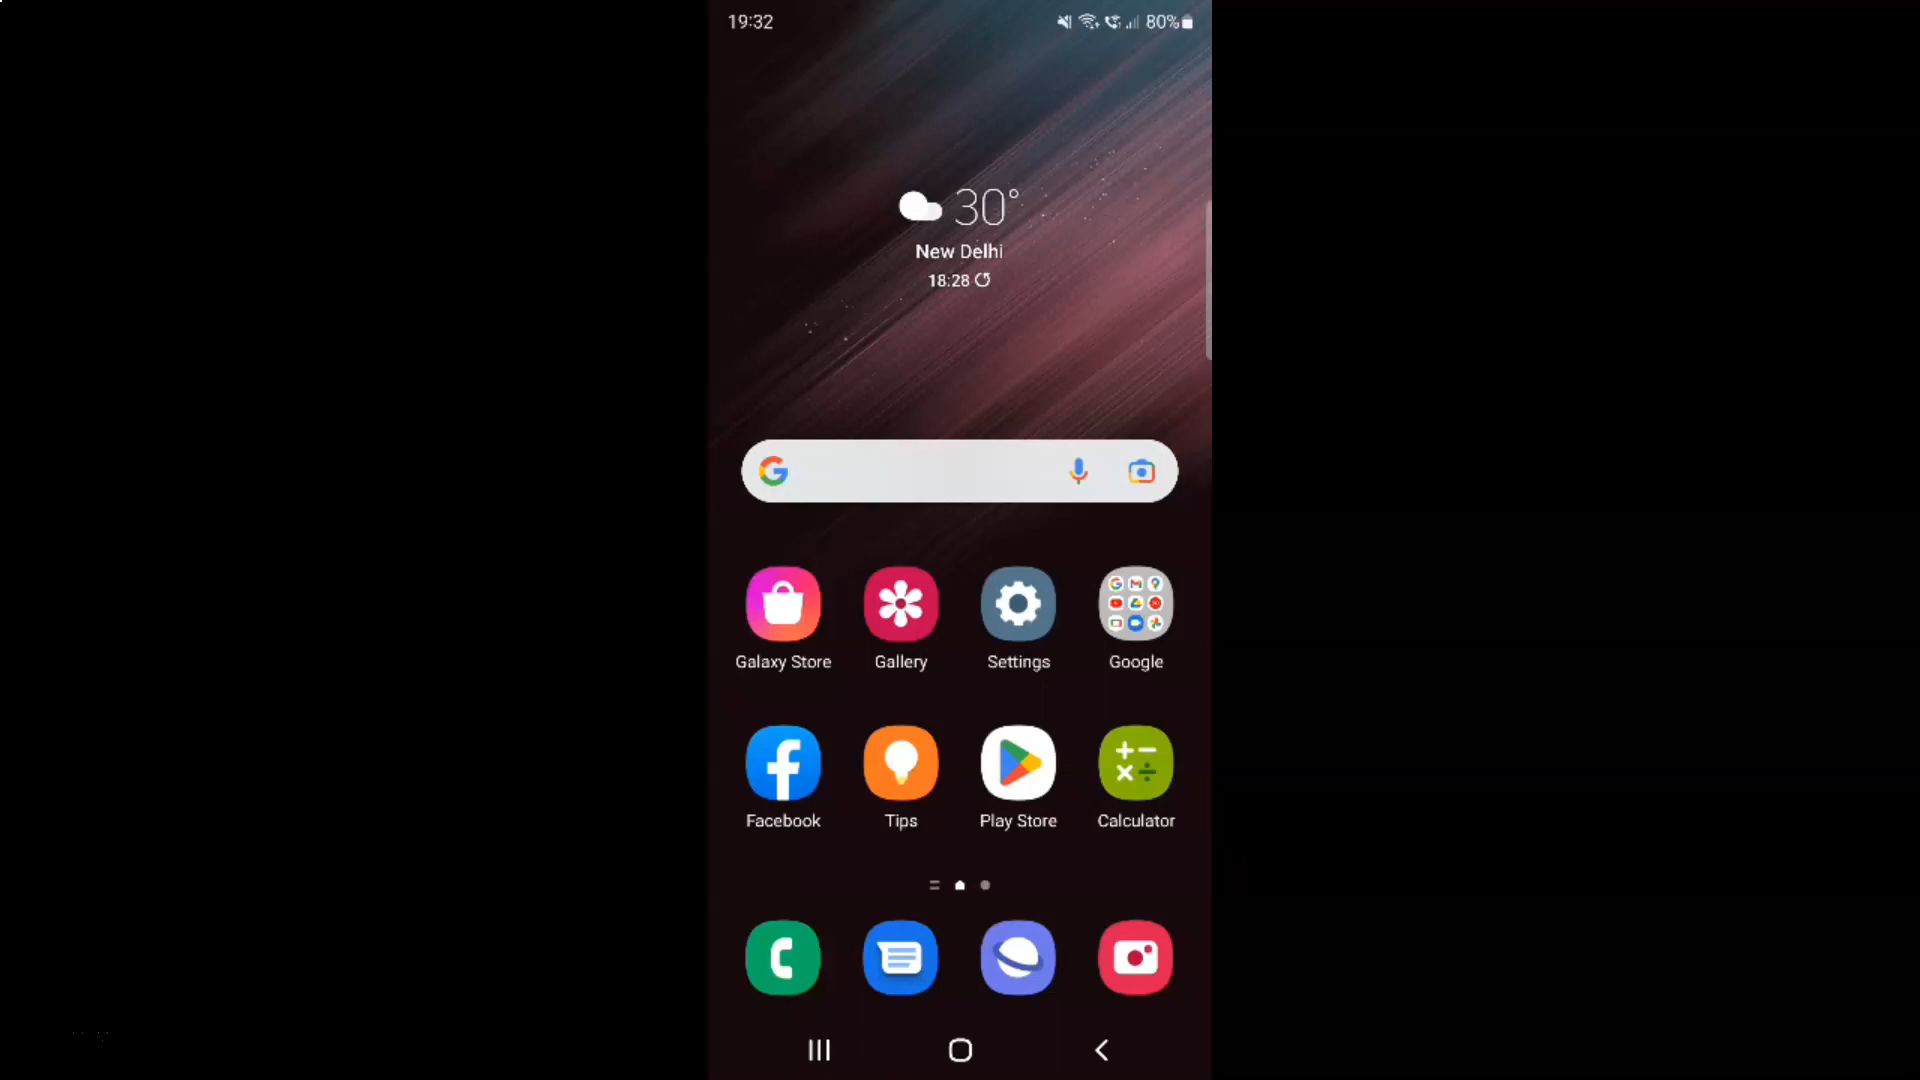 19:32
80%
30°
New Delhi
18:28
Galaxy Store
Gallery
Settings
Google
Facebook
Tips
Play Store
Calculator